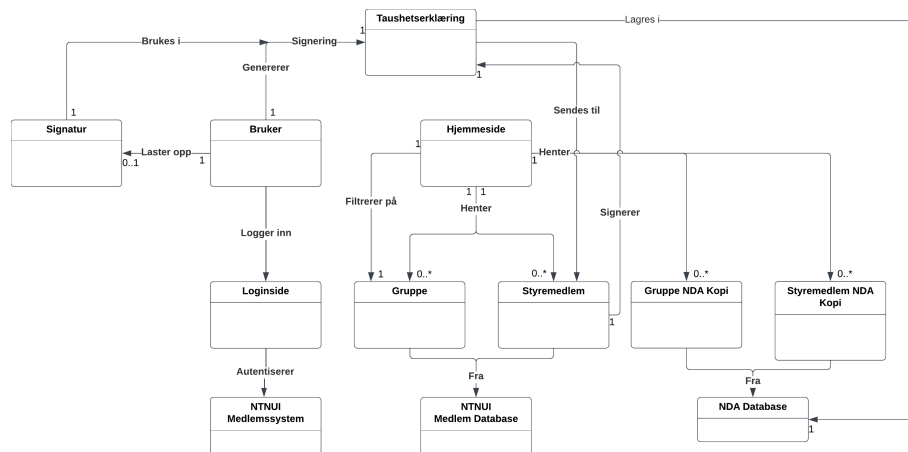 Taushetserklæring
Lagres i
1
Brukes i
Signering
Genererer
1
Sendes til
1
1
Signatur
Bruker
Hjemmeside
Laster opp
0..1
1
1
Henter
1
1
1
Filtrerer på
Henter
Signerer
Logger inn
1
0..*
0..*
0..*
0..*
Loginside
Gruppe
Styremedlem
Gruppe NDA Kopi
Styremedlem NDA
Kopi
1
Autentiserer
Fra
Fra
NTNUI
Medlemssystem
NTNUI
Medlem Database
NDA Database
1